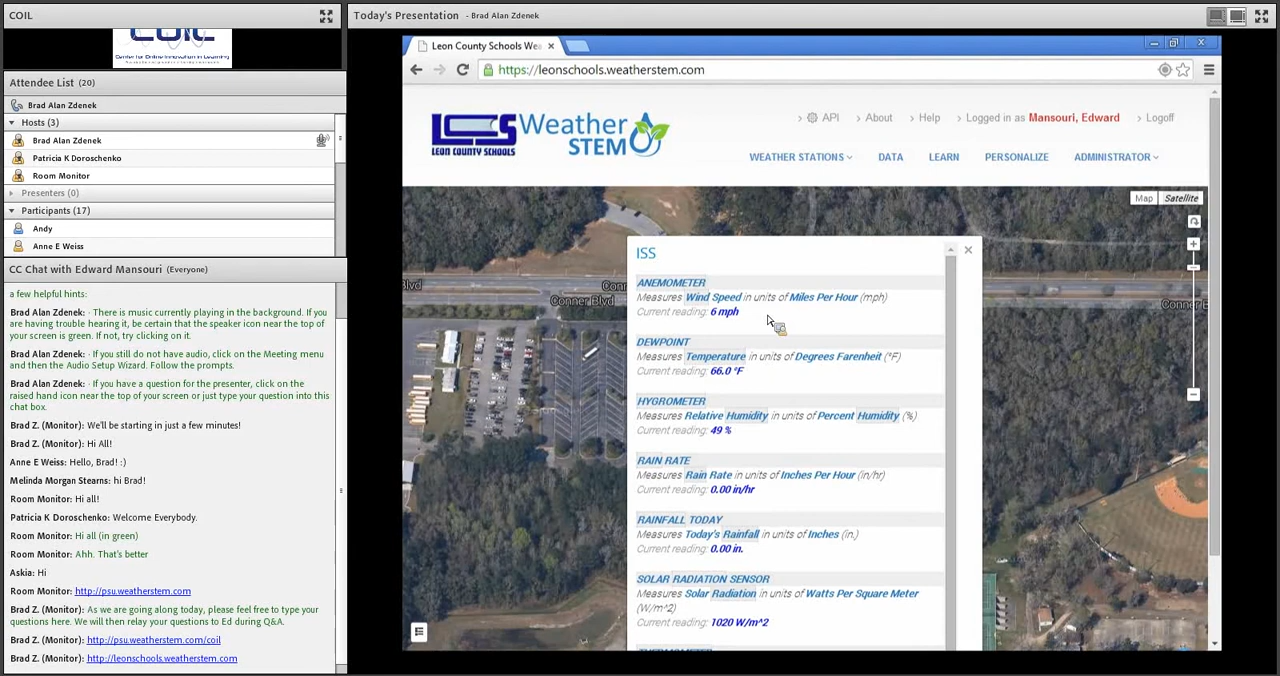 COIL
COIL
Center for Online Innovation in Learning
Attendee List (20)
Brad Alan Zdenek
Hosts (3)
Brad Alan Zdenek
Patricia K Doroschenko
Room Monitor
Presenters (0)
Participants (17)
Andy
Anne E Weiss
CC Chat with Edward Mansouri (Everyone)
a few helpful hints:
Brad Alan Zdenek: · There is music currently playing in the background. If you
are having trouble hearing it, be certain that the speaker icon near the top of
your screen is green. If not, try clicking on it.
Brad Alan Zdenek: · If you still do not have audio, click on the Meeting menu
and then the Audio Setup Wizard. Follow the prompts.
Brad Alan Zdenek: · If you have a question for the presenter, click on the
raised hand icon near the top of your screen or just type your question into this
chat box.
Brad Z. (Monitor): We'll be starting in just a few minutes!
Brad Z. (Monitor): Hi All!
Anne E Weiss: Hello, Brad! :)
Melinda Morgan Stearns: hi Brad!
Room Monitor: Hi all!
Patricia K Doroschenko: Welcome Everybody.
Room Monitor: Hi all (in green)
Room Monitor: Ahh. That's better
Askia: Hi
Room Monitor: http://psu.weatherstem.com
Brad Z. (Monitor): As we are going along today, please feel free to type your
questions here. We will then relay your questions to Ed during Q&A.
Brad Z. (Monitor): http://psu.weatherstem.com/coil
Brad Z. (Monitor): http://leonschools.weatherstem.com
Today's Presentation - Brad Alan Zdenek
Leon County Schools We
https://leonschools.weatherstem.com
LCS
LEON COUNTY SCHOOLS
Weather
STEM
API
About
Help
Logged in as Mansouri, Edward
Logoff
WEATHER STATIONS
DATA
LEARN
PERSONALIZE
ADMINISTRATOR
Map
Satellite
lvd
Conn
Conner Blvd
Conner B
ISS
ANEMOMETER
Measures Wind Speed in units of Miles Per Hour (mph)
Current reading: 6 mph
DEWPOINT
Measures Temperature in units of Degrees Farenheit (°F)
Current reading: 66.0 °F
HYGROMETER
Measures Relative Humidity in units of Percent Humidity (%)
Current reading: 49 %
RAIN RATE
Measures Rain Rate in units of Inches Per Hour (in/hr)
Current reading: 0.00 in/hr
RAINFALL TODAY
Measures Today's Rainfall in units of Inches (in.)
Current reading: 0.00 in.
SOLAR RADIATION SENSOR
Measures Solar Radiation in units of Watts Per Square Meter
(W/m^2)
Current reading: 1020 W/m^2